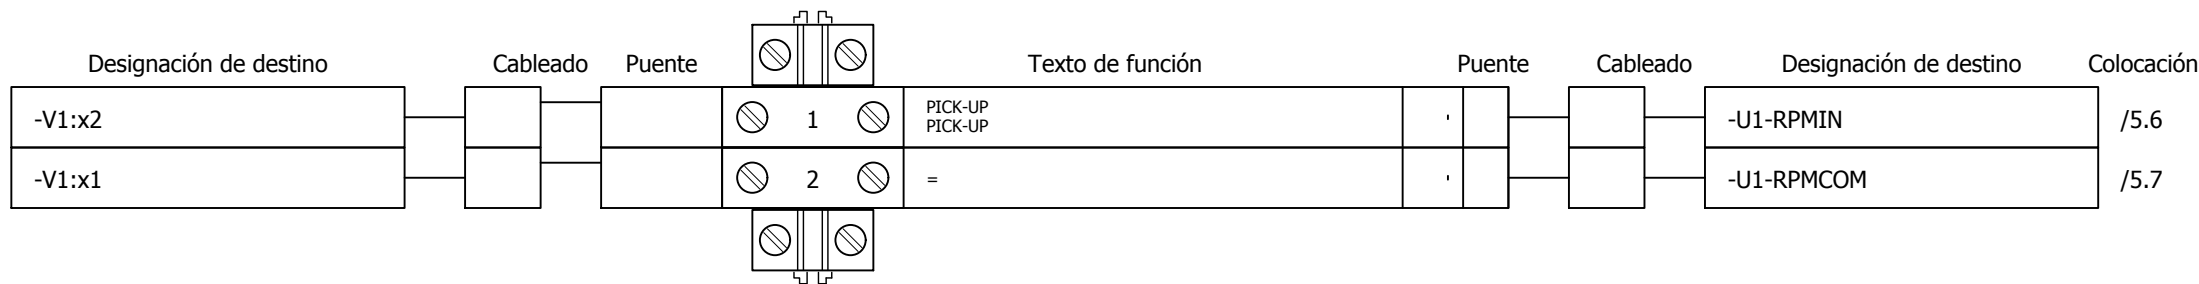 Designación de destino Cableado Puente Texto de función Puente Cableado Designación de destino Colocación
-V1:x2 1 PICK-UP -U1-RPMIN /5.6
PICK-UP
-V1:x1 2 = -U1-RPMCOM /5.7